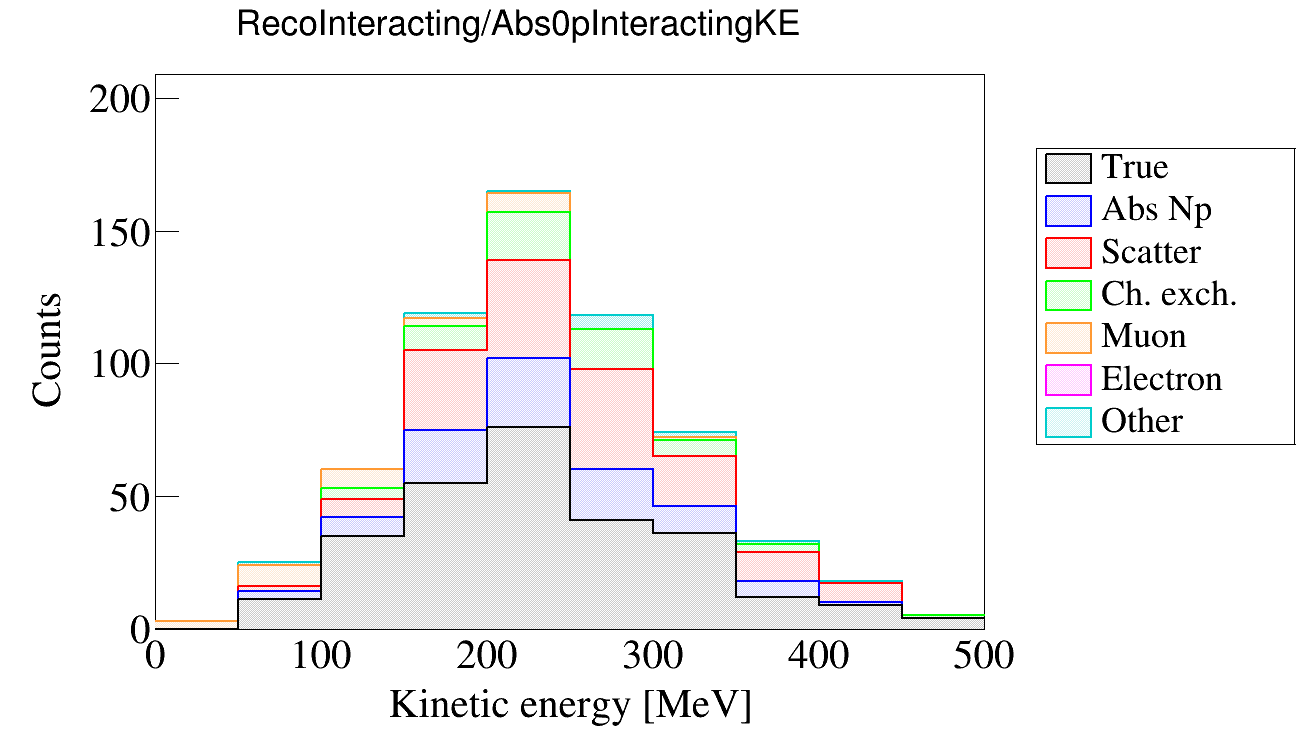 RecoInteracting/Abs0pInteractingKE
200
150
100
50
0
Counts
0 100 200 300 400 500
Kinetic energy [MeV]
True
Abs Np
Scatter
Ch. exch.
Muon
Electron
Other